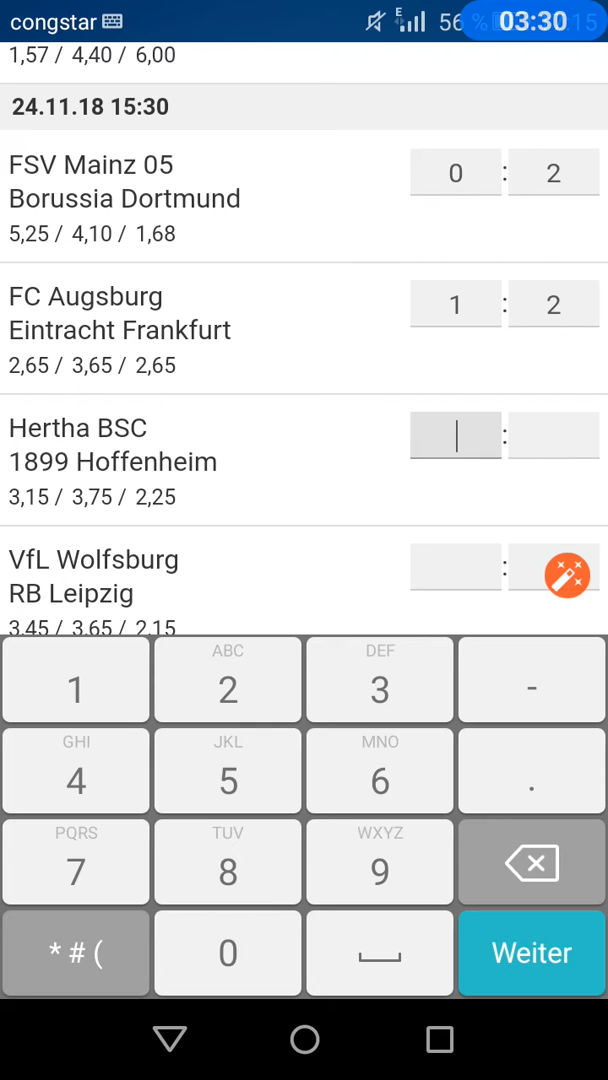 congstar 56 % 03:30 15
1,57 / 4,40 / 6,00
24.11.18 15:30
FSV Mainz 05
0 : 2
Borussia Dortmund
5,25 / 4,10 / 1,68
FC Augsburg
1 : 2
Eintracht Frankfurt
2,65 / 3,65 / 2,65
Hertha BSC
:
1899 Hoffenheim
3,15 / 3,75 / 2,25
VfL Wolfsburg
:
RB Leipzig
3,45 / 3,65 / 2,15
ABC DEF
1 2 3 -
GHI JKL MNO
4 5 6 .
PQRS TUV WXYZ
7 8 9
* # ( 0 Weiter